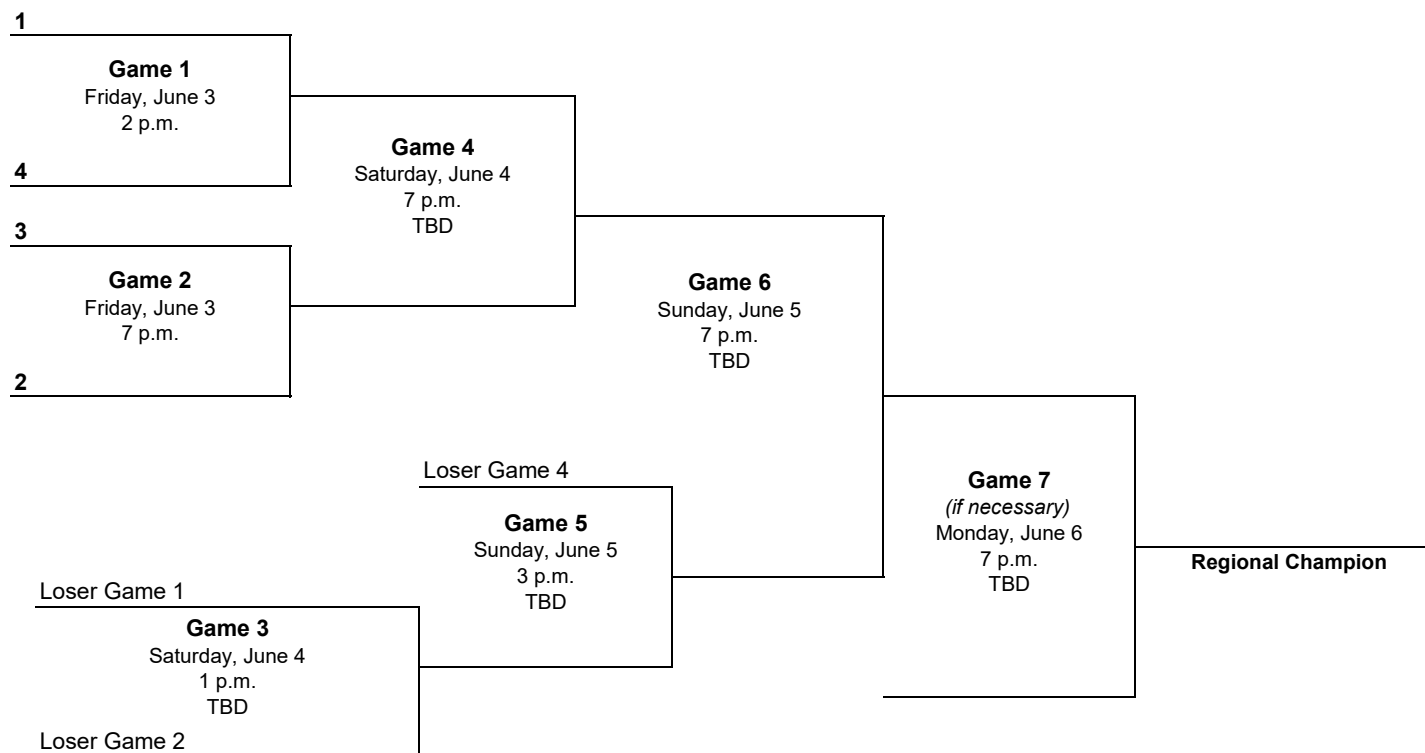 1
Game 1
Friday, June 3
2 p.m.
4
3
Game 2
Friday, June 3
7 p.m.
2
Game 4
Saturday, June 4
7 p.m.
TBD
Game 6
Sunday, June 5
7 p.m.
TBD
Loser Game 4
Game 5
Sunday, June 5
3 p.m.
TBD
Loser Game 1
Game 3
Saturday, June 4
1 p.m.
TBD
Loser Game 2
Game 7
(if necessary)
Monday, June 6
7 p.m.
TBD
Regional Champion